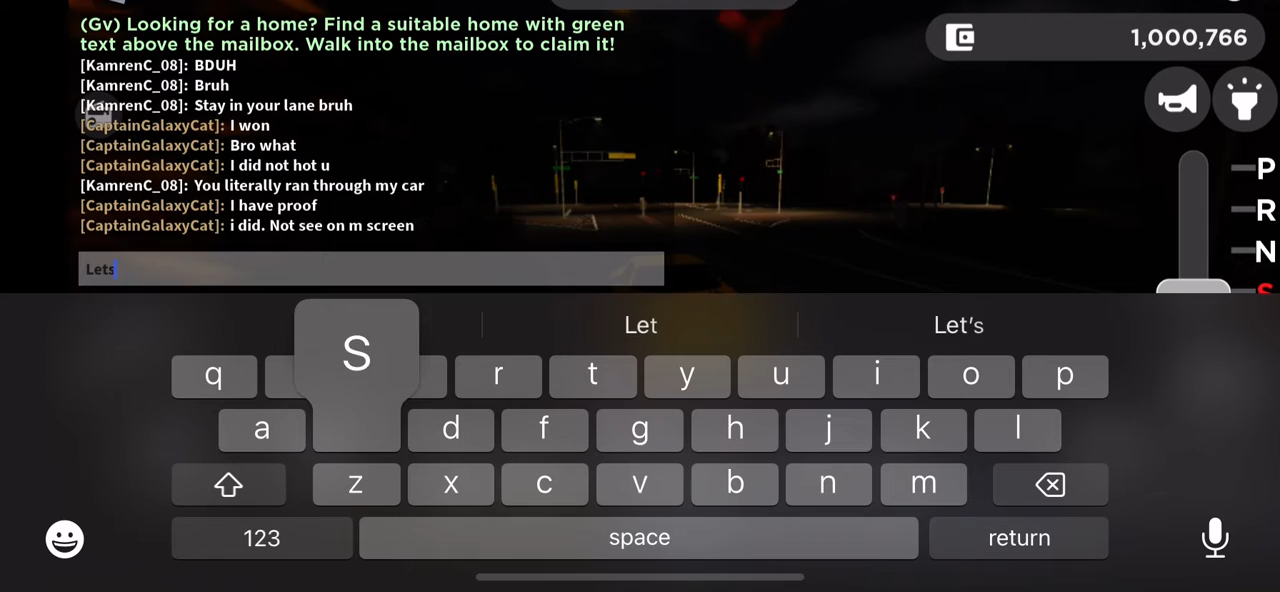 (Gv) Looking for a home? Find a suitable home with green
text above the mailbox. Walk into the mailbox to claim it!
1,000,766
[KamrenC_08]: BDUH
[KamrenC_08]: Bruh
[KamrenC_08]: Stay in your lane bruh
[CaptainGalaxyCat]: I won
[CaptainGalaxyCat]: Bro what
[CaptainGalaxyCat]: I did not hot u
[KamrenC_08]: You literally ran through my car
[CaptainGalaxyCat]: I have proof
[CaptainGalaxyCat]: i did. Not see on m screen
P
R
N
S
Lets
Let Let's
S
q r t y u i o p
a d f g h j k l
z x c v b n m
123 space return